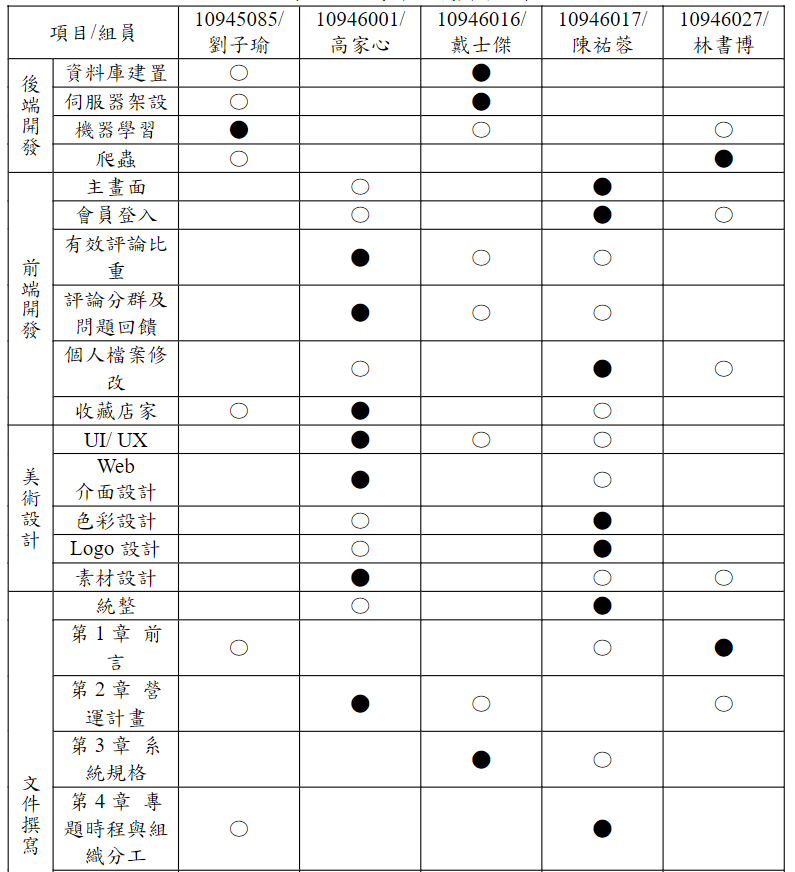 項目/組員
10945085/
劉子瑜
10946001/
高家心
10946016/
戴士傑
10946017/
陳祐蓉
10946027/
林書博
後端開發
資料庫建置 ○ ●
伺服器架設 ○ ●
機器學習 ● ○ ○
爬蟲 ○ ●
前端開發
主畫面 ○ ●
會員登入 ○ ● ○
有效評論比
重 ● ○ ○
評論分群及
問題回饋 ● ○ ○
個人檔案修
改 ○ ● ○
收藏店家 ○ ● ○
美術設計
UI/ UX ● ○ ○
Web
介面設計 ● ○
色彩設計 ○ ●
Logo 設計 ○ ●
素材設計 ● ○ ○
文件撰寫
統整 ○ ●
第 1 章 前
言 ○ ○ ●
第 2 章 營
運計畫 ● ○ ○
第 3 章 系
統規格 ● ○
第 4 章 專
題時程與組
織分工 ○ ●